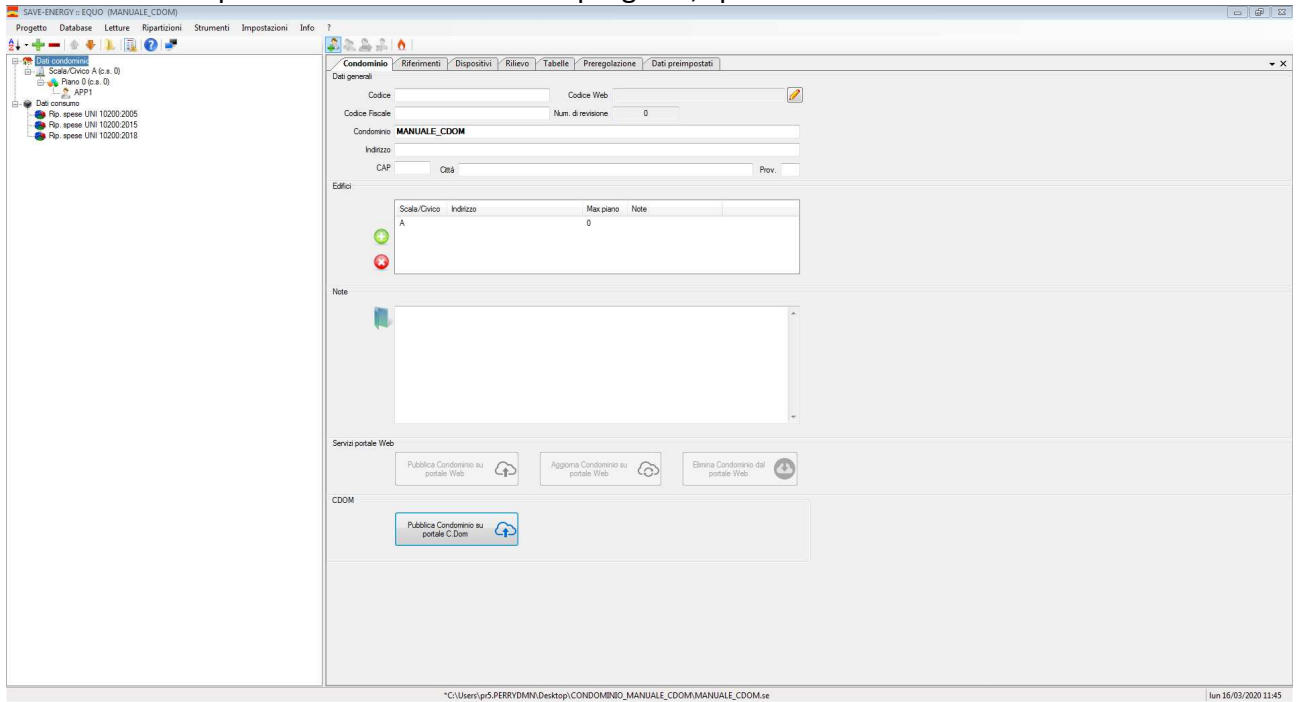 SAVE-ENERGY :: EQUO (MANUALE_CDOM)
Progetto Database Letture Ripartizioni Strumenti Impostazioni Info ?
Dati condominio
Scala/Civico A (c.s. 0)
Piano 0 (c.s. 0)
APP1
Dati consumo
Rip. spese UNI 10200:2005
Rip. spese UNI 10200:2015
Rip. spese UNI 10200:2018
Condominio Riferimenti Dispositivi Rilievo Tabelle Preregolazione Dati preimpostati
Dati generali
Codice Codice Web
Codice Fiscale Num. di revisione 0
Condominio MANUALE_CDOM
Indirizzo
CAP Città Prov.
Edifici
Scala/Civico Indirizzo Max piano Note
A 0
Note
Servizi portale Web
Pubblica Condominio su portale Web
Aggiorna Condominio su portale Web
Elimina Condominio dal portale Web
CDOM
Pubblica Condominio su portale C.Dom
*C:\Users\pr5.PERRYDMN\Desktop\CONDOMINIO_MANUALE_CDOM\MANUALE_CDOM.se
lun 16/03/2020 11:45